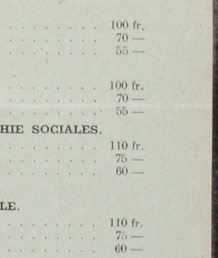 . . . . . . . 100 fr.
. . . . . . . 70 —
. . . . . . . 55 —
. . . . . . . 100 fr.
. . . . . . . 70 —
. . . . . . . 55 —
HIE SOCIALES.
. . . . . . . 110 fr.
. . . . . . . 75 —
. . . . . . . 60 —
LE.
. . . . . . . 110 fr.
. . . . . . . 75 —
. . . . . . . 60 —